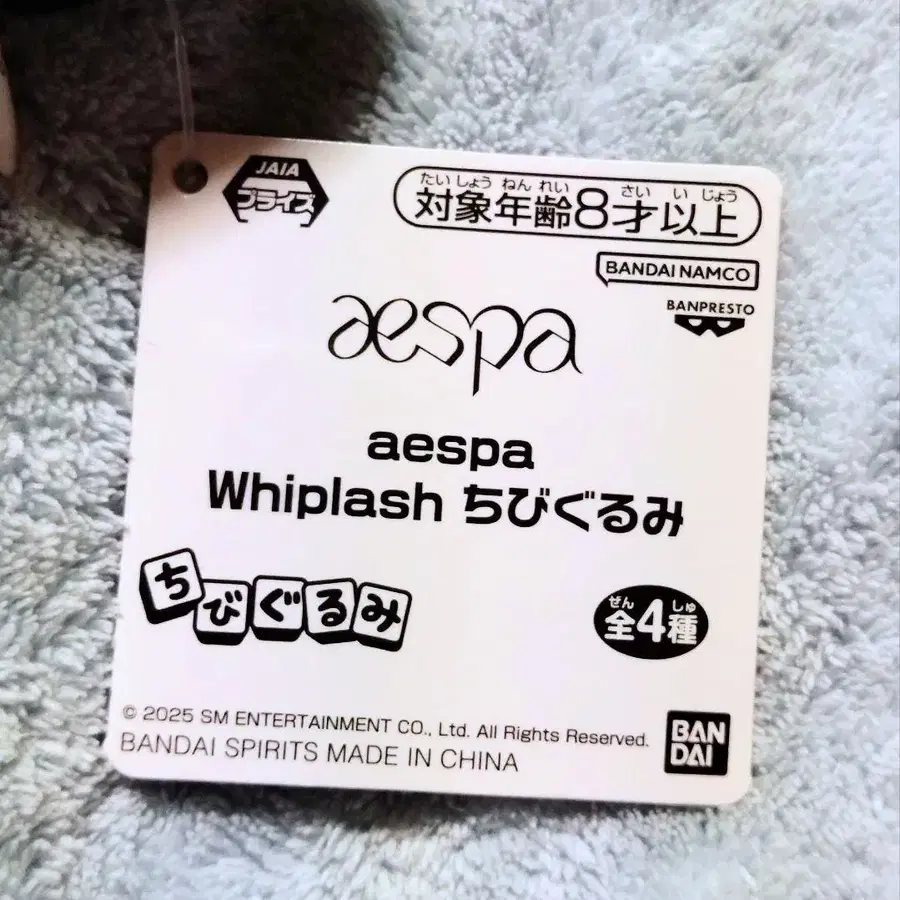 JAIA
プライズ
たい しょう ねん れい さい い じょう
対象年齢8才以上
BANDAI NAMCO
BANPRESTO
aespa
aespa
Whiplash ちびぐるみ
ちびぐるみ
ぜん しゅ
全4種
© 2025 SM ENTERTAINMENT CO., Ltd. All Rights Reserved.
BANDAI SPIRITS MADE IN CHINA
BAN
DAI